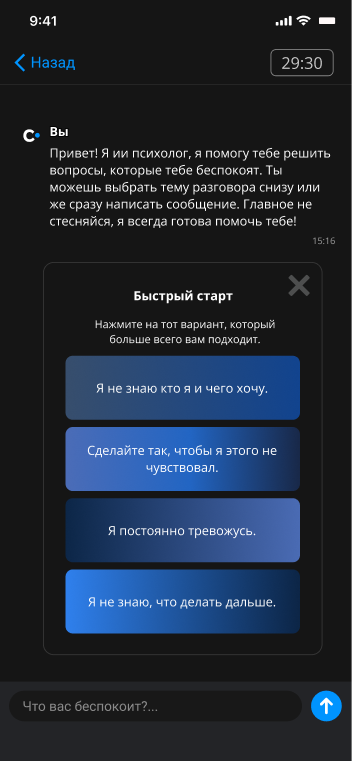 9:41
Назад
29:30
Вы
Привет! Я ии психолог, я помогу тебе решить
вопросы, которые тебе беспокоят. Ты
можешь выбрать тему разговора снизу или
же сразу написать сообщение. Главное не
стесняйся, я всегда готова помочь тебе!
15:16
Быстрый старт
Нажмите на тот вариант, который
больше всего вам подходит.
Я не знаю кто я и чего хочу.
Сделайте так, чтобы я этого не
чувствовал.
Я постоянно тревожусь.
Я не знаю, что делать дальше.
Что вас беспокоит?...